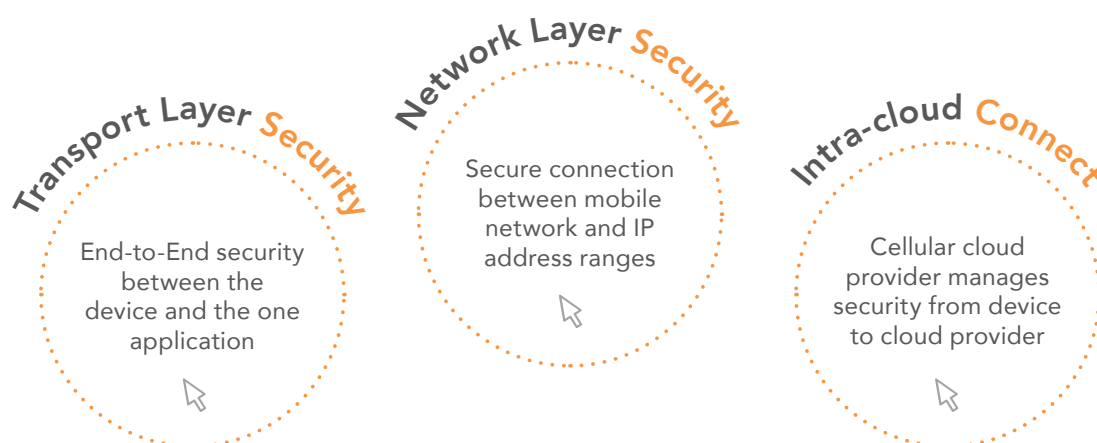 Transport Layer Security
End-to-End security
between the
device and the one
application
Network Layer Security
Secure connection
between mobile
network and IP
address ranges
Intra-cloud Connect
Cellular cloud
provider manages
security from device
to cloud provider